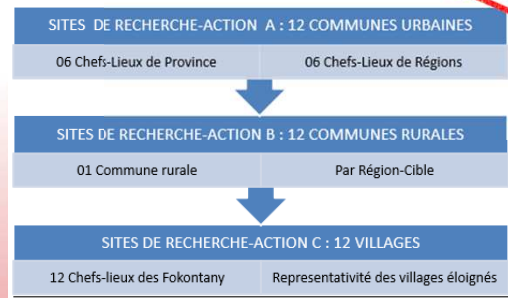 SITES DE RECHERCHE-ACTION A : 12 COMMUNES URBAINES
06 Chefs-Lieux de Province
06 Chefs-Lieux de Régions
SITES DE RECHERCHE-ACTION B : 12 COMMUNES RURALES
01 Commune rurale
Par Région-Cible
SITES DE RECHERCHE-ACTION C : 12 VILLAGES
12 Chefs-lieux des Fokontany
Representativité des villages éloignés